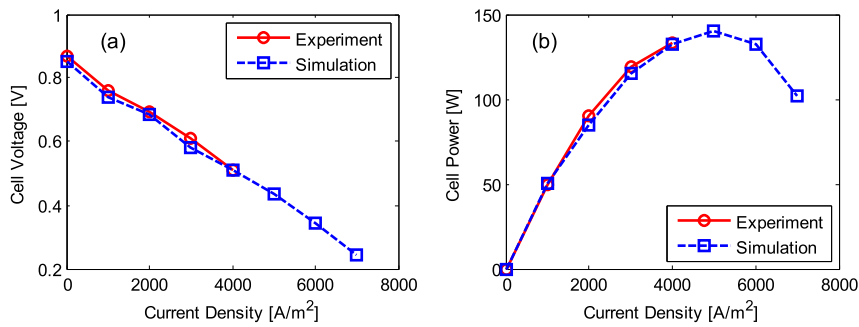 (a)
Experiment
Simulation
Cell Voltage [V]
1
0.8
0.6
0.4
0.2
0 2000 4000 6000 8000
Current Density [A/m²]
(b)
Experiment
Simulation
Cell Power [W]
150
100
50
0
0 2000 4000 6000 8000
Current Density [A/m²]